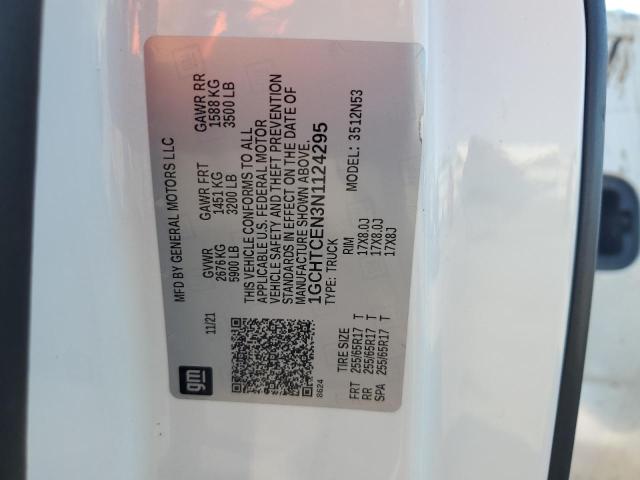 gm
11/21
MFD BY GENERAL MOTORS LLC
GVWR GAWR FRT GAWR RR
2676 KG 1451 KG 1588 KG
5900 LB 3200 LB 3500 LB
THIS VEHICLE CONFORMS TO ALL
APPLICABLE U.S. FEDERAL MOTOR
VEHICLE SAFETY, AND THEFT PREVENTION
STANDARDS IN EFFECT ON THE DATE OF
MANUFACTURE SHOWN ABOVE.
1GCHTCEN3N1124295
TYPE: TRUCK MODEL: 3512N53
8624
TIRE SIZE RIM
FRT 255/65R17 T 17X8.0J
RR 255/65R17 T 17X8.0J
SPA 255/65R17 T 17X8J